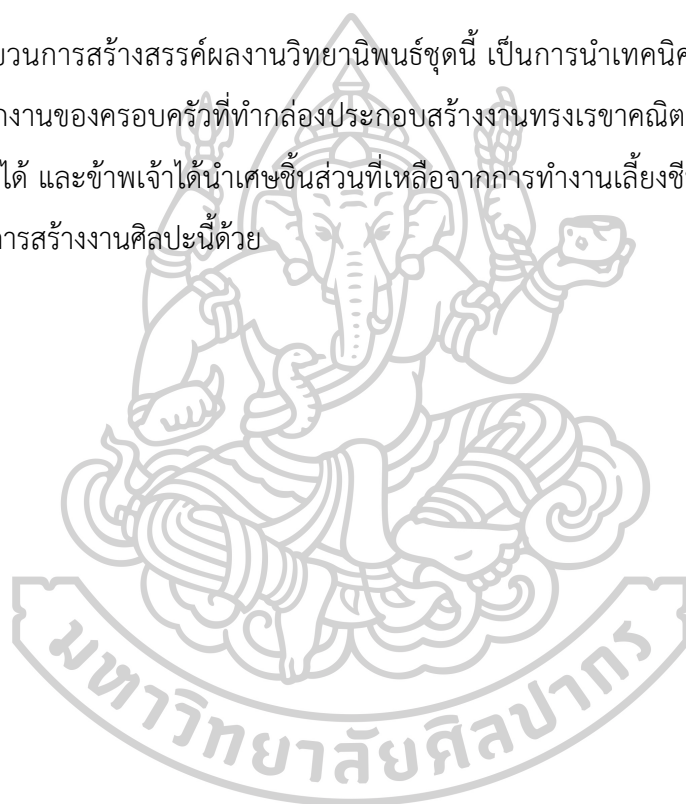 บวนการสร้างสรรค์ผลงานวิทยานิพนธ์ชุดนี้ เป็นการนำเทคนิค
างานของครอบครัวที่ทำกล่องประกอบสร้างงานทรงเรขาคณิต
ได้ และข้าพเจ้าได้นำเศษชิ้นส่วนที่เหลือจากการทำงานเลี้ยงชี
การสร้างงานศิลปะนี้ด้วย
มหาวิทยาลัยศิลปากร